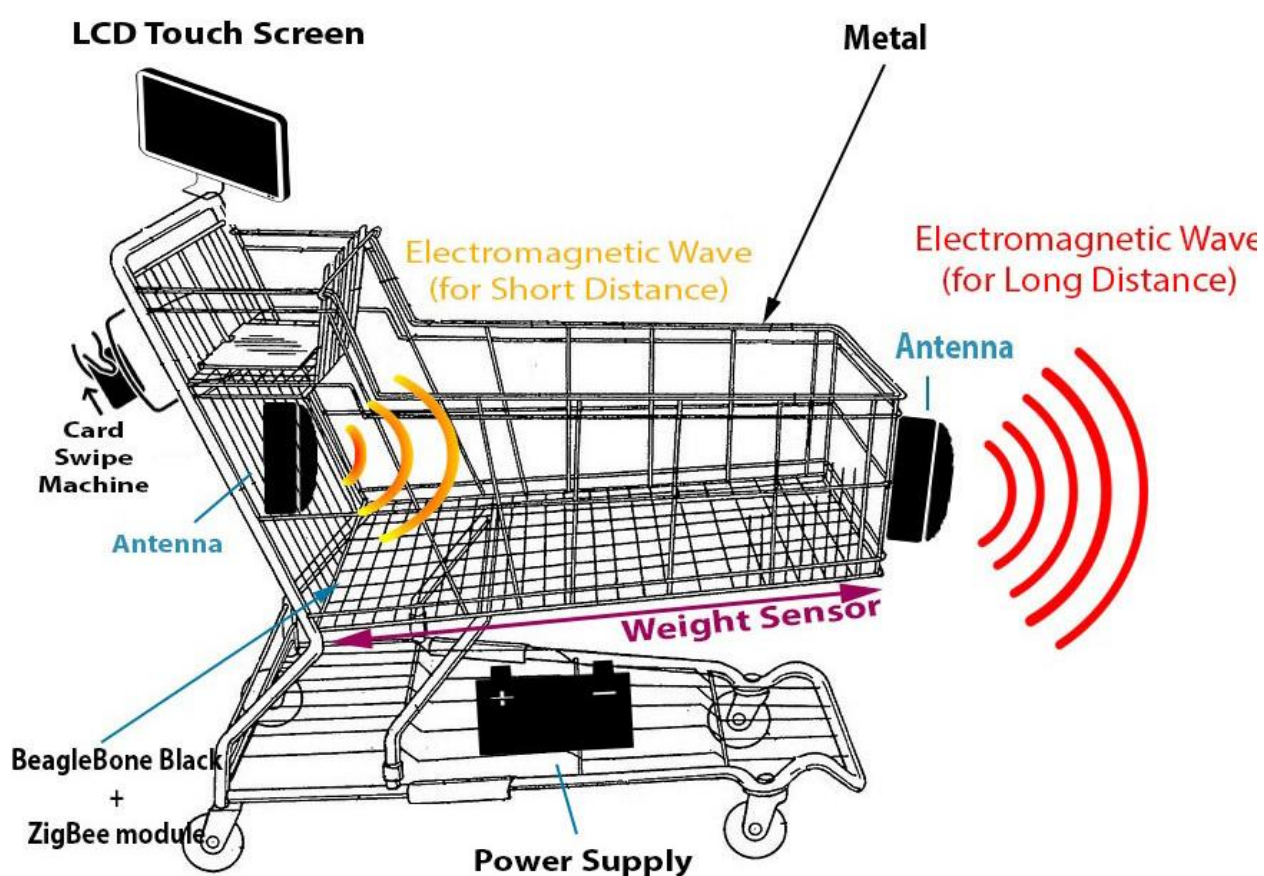 LCD Touch Screen
Metal
Electromagnetic Wave
(for Short Distance)
Electromagnetic Wave
(for Long Distance)
Antenna
Card
Swipe
Machine
Antenna
Weight Sensor
+
BeagleBone Black
+
ZigBee module
Power Supply